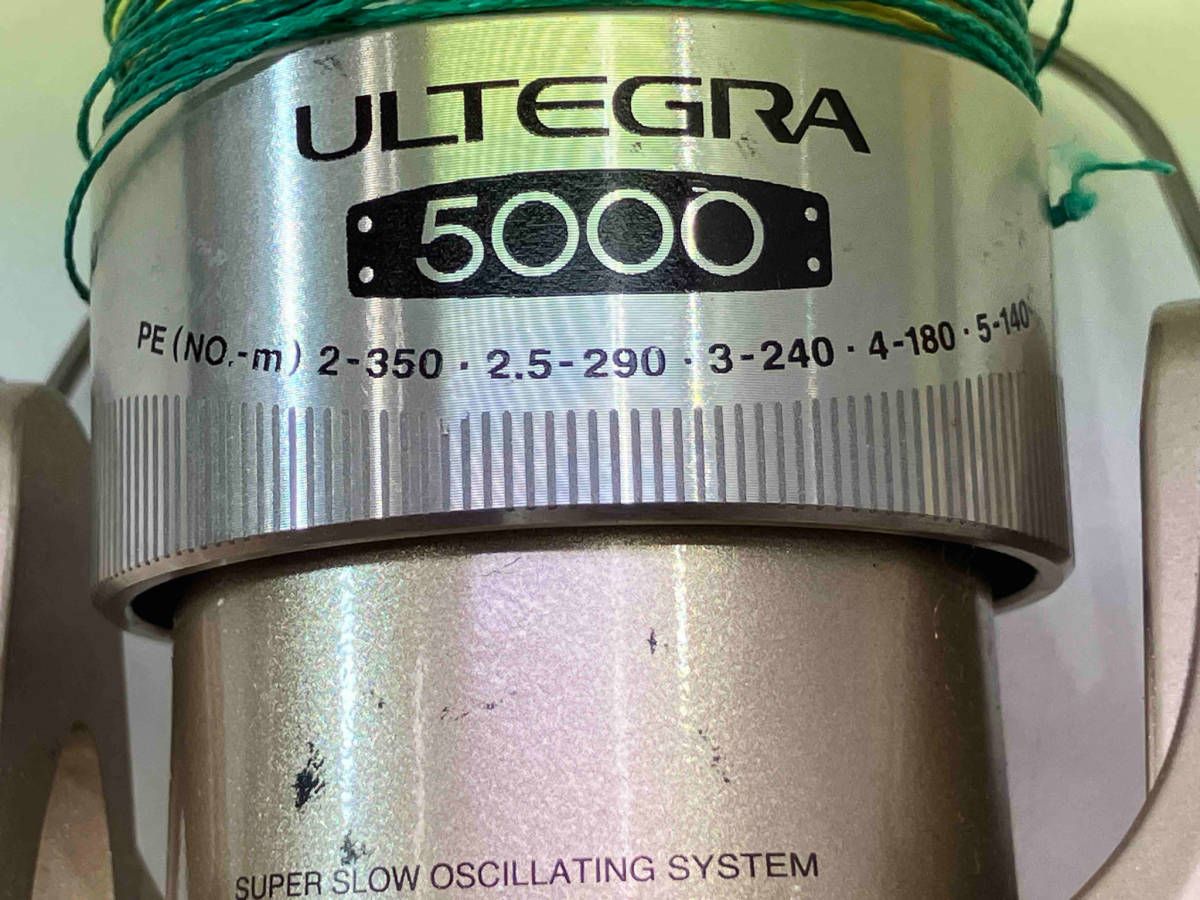 ULTEGRA
5000
PE (NO.-m) 2-350 · 2.5-290 · 3-240 · 4-180 · 5-140
SUPER SLOW OSCILLATING SYSTEM